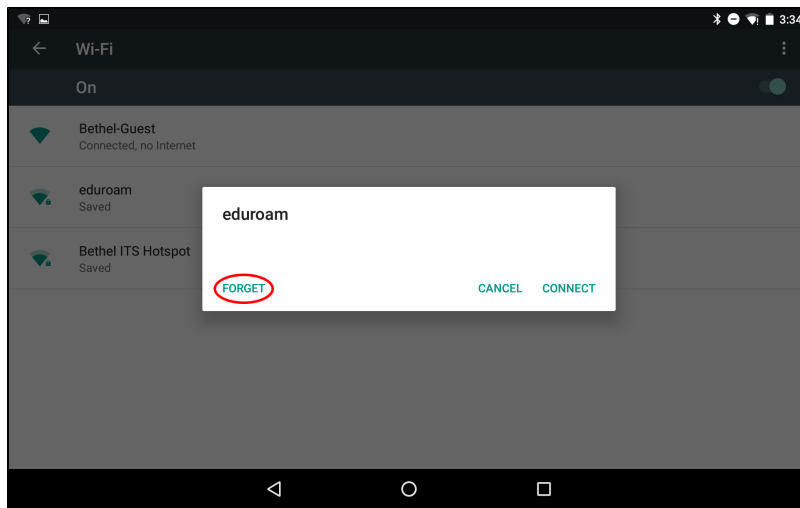 3:34
Wi-Fi
On
Bethel-Guest
Connected, no Internet
eduroam
Saved
Bethel ITS Hotspot
Saved
eduroam
FORGET
CANCEL CONNECT